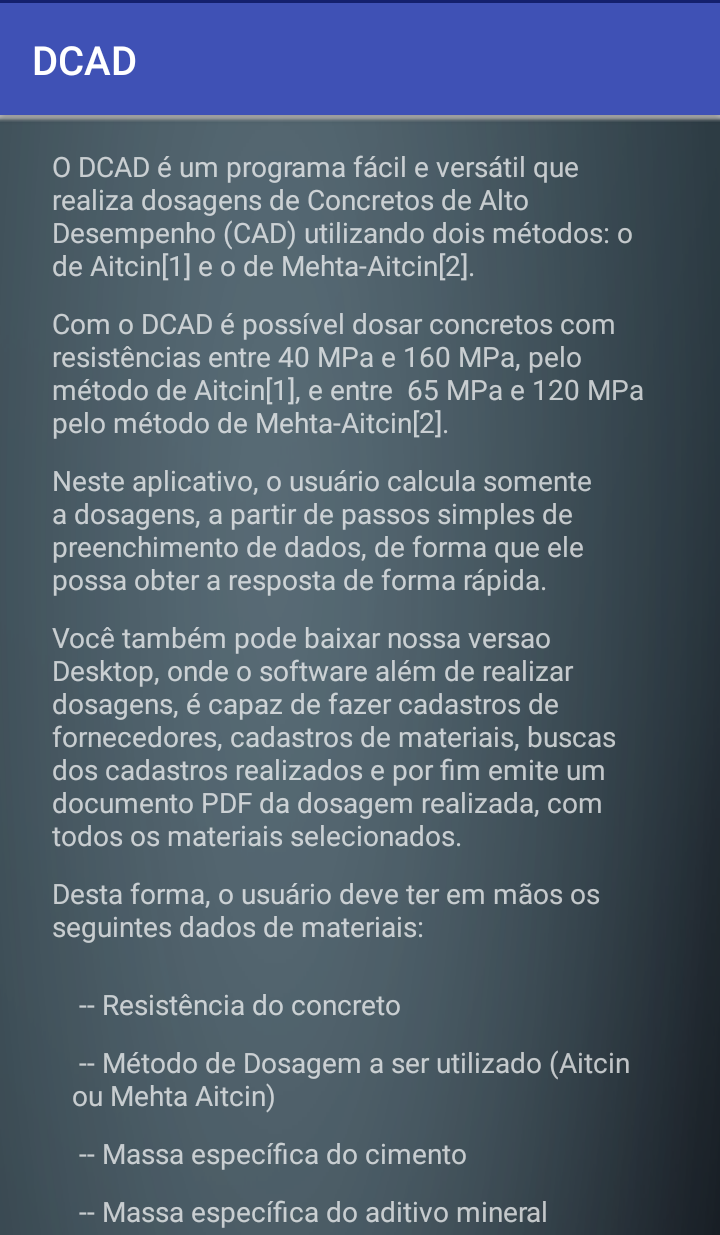 DCAD
O DCAD é um programa fácil e versátil que
realiza dosagens de Concretos de Alto
Desempenho (CAD) utilizando dois métodos: o
de Aitcin[1] e o de Mehta-Aitcin[2].
Com o DCAD é possível dosar concretos com
resistências entre 40 MPa e 160 MPa, pelo
método de Aitcin[1], e entre  65 MPa e 120 MPa
pelo método de Mehta-Aitcin[2].
Neste aplicativo, o usuário calcula somente
a dosagens, a partir de passos simples de
preenchimento de dados, de forma que ele
possa obter a resposta de forma rápida.
Você também pode baixar nossa versao
Desktop, onde o software além de realizar
dosagens, é capaz de fazer cadastros de
fornecedores, cadastros de materiais, buscas
dos cadastros realizados e por fim emite um
documento PDF da dosagem realizada, com
todos os materiais selecionados.
Desta forma, o usuário deve ter em mãos os
seguintes dados de materiais:
-- Resistência do concreto
-- Método de Dosagem a ser utilizado (Aitcin
ou Mehta Aitcin)
-- Massa específica do cimento
-- Massa específica do aditivo mineral